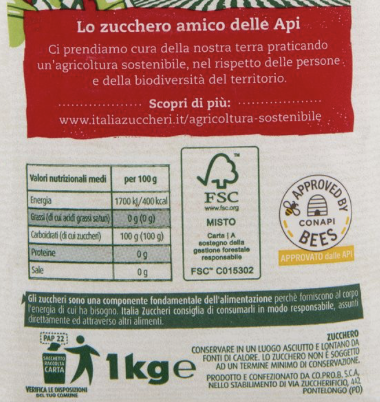 Lo zucchero amico delle Api
Ci prendiamo cura della nostra terra praticando
un'agricoltura sostenibile, nel rispetto delle persone
e della biodiversità del territorio.
Scopri di più:
www.italiazuccheri.it/agricoltura-sostenibile
Valori nutrizionali medi per 100 g
Energia 1700 kJ/400 kcal
Grassi (di cui acidi grassi saturi) 0 g (0 g)
Carboidrati (di cui zuccheri) 100 g (100 g)
Proteine 0 g
Sale 0 g
FSC
www.fsc.org
MISTO
Carta | A
sostegno della
gestione forestale
responsabile
FSC™ C015302
APPROVED BY
CONAPI
BEES
APPROVATO dalle API
Gli zuccheri sono una componente fondamentale dell'alimentazione perché forniscono al corpo
l'energia di cui ha bisogno. Italia Zuccheri consiglia di consumarli in modo responsabile, assunti
direttamente ed attraverso altri alimenti.
PAP 22
SACCHETTO
RACCOLTA
CARTA
VERIFICA LE DISPOSIZIONI
DEL TUO COMUNE
1kg e
ZUCCHERO
CONSERVARE IN UN LUOGO ASCIUTTO E LONTANO DA
FONTI DI CALORE. LO ZUCCHERO NON È SOGGETTO
AD UN TERMINE MINIMO DI CONSERVAZIONE.
PRODOTTO E CONFEZIONATO DA CO.PRO.B. S.C.A.
NELLO STABILIMENTO DI VIA ZUCCHERIFICIO, 442
PONTELONGO (PD)